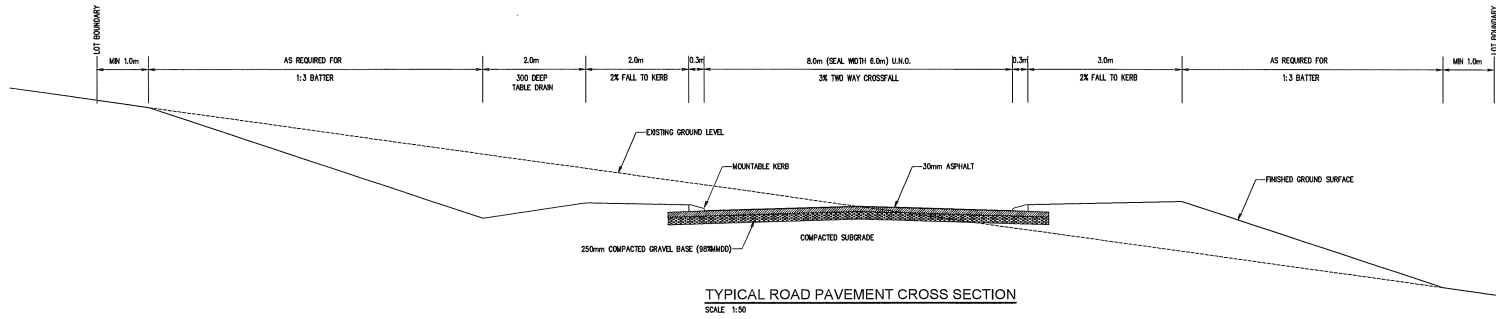 LOT BOUNDARY
MIN 1.0m
AS REQUIRED FOR
1:3 BATTER
2.0m
300 DEEP
TABLE DRAIN
2.0m
2% FALL TO KERB
0.3m
6.0m (SEAL WIDTH 6.0m) U.N.O.
3% TWO WAY CROSSFALL
0.3m
3.0m
2% FALL TO KERB
AS REQUIRED FOR
1:3 BATTER
MIN 1.0m
LOT BOUNDARY
EXISTING GROUND LEVEL
MOUNTABLE KERB
30mm ASPHALT
FINISHED GROUND SURFACE
COMPACTED SUBGRADE
250mm COMPACTED GRAVEL BASE (98%MMDD)
TYPICAL ROAD PAVEMENT CROSS SECTION
SCALE 1:50